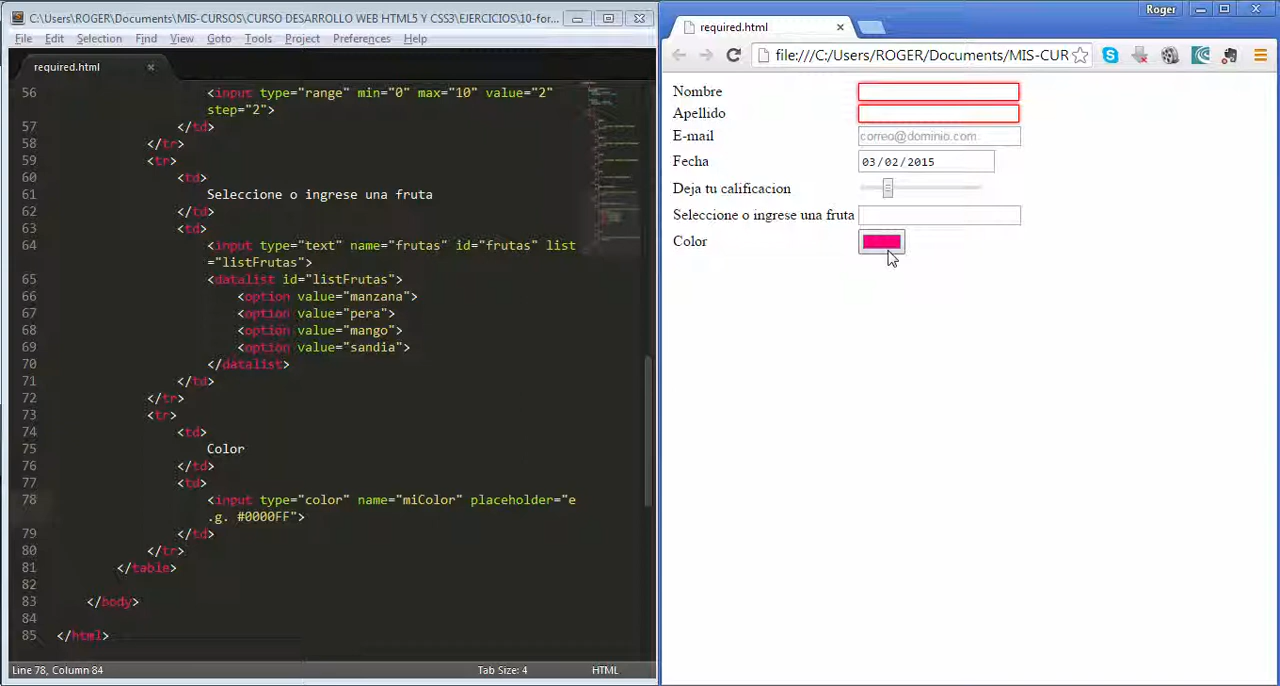 C:\Users\ROGER\Documents\MIS-CURSOS\CURSO DESARROLLO WEB HTML5 Y CSS3\EJERCICIOS\10-for...
File Edit Selection Find View Goto Tools Project Preferences Help
required.html
56 <input type="range" min="0" max="10" value="2"
step="2">
57 </td>
58 </tr>
59 <tr>
60 <td>
61 Seleccione o ingrese una fruta
62 </td>
63 <td>
64 <input type="text" name="frutas" id="frutas" list
="listFrutas">
65 <datalist id="listFrutas">
66 <option value="manzana">
67 <option value="pera">
68 <option value="mango">
69 <option value="sandia">
70 </datalist>
71 </td>
72 </tr>
73 <tr>
74 <td>
75 Color
76 </td>
77 <td>
78 <input type="color" name="miColor" placeholder="e
.g. #0000FF">
79 </td>
80 </tr>
81 </table>
82
83 </body>
84
85 </html>
Line 78, Column 84 Tab Size: 4 HTML
Roger
required.html
file:///C:/Users/ROGER/Documents/MIS-CUR
Nombre
Apellido
E-mail correo@dominio.com
Fecha 03/02/2015
Deja tu calificacion
Seleccione o ingrese una fruta
Color